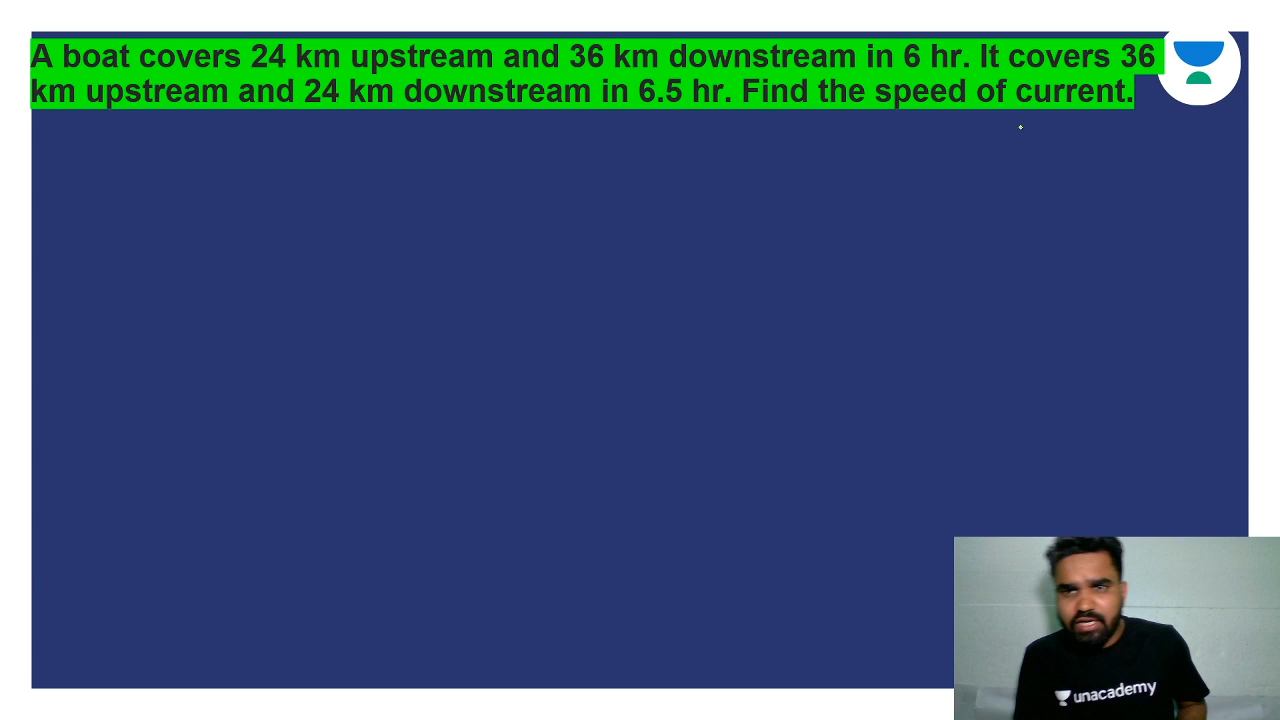 A boat covers 24 km upstream and 36 km downstream in 6 hr. It covers 36
km upstream and 24 km downstream in 6.5 hr. Find the speed of current.
unacademy